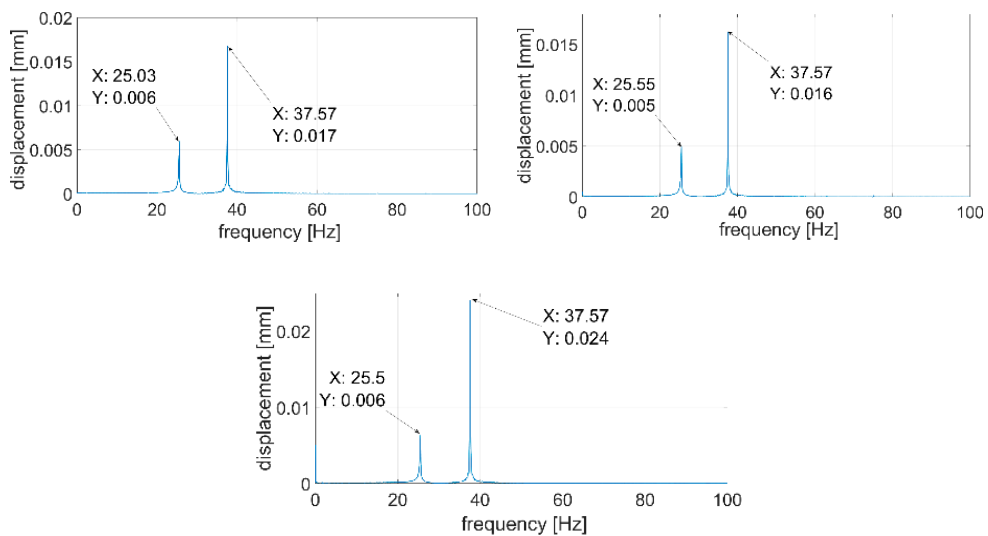 0.02
0.015
0.01
0.005
0
displacement [mm]
X: 25.03
Y: 0.006
X: 37.57
Y: 0.017
0 20 40 60 80 100
frequency [Hz]
0.015
0.01
0.005
0
displacement [mm]
X: 25.55
Y: 0.005
X: 37.57
Y: 0.016
0 20 40 60 80 100
frequency [Hz]
0.02
0.01
0
displacement [mm]
X: 25.5
Y: 0.006
X: 37.57
Y: 0.024
0 20 40 60 80 100
frequency [Hz]